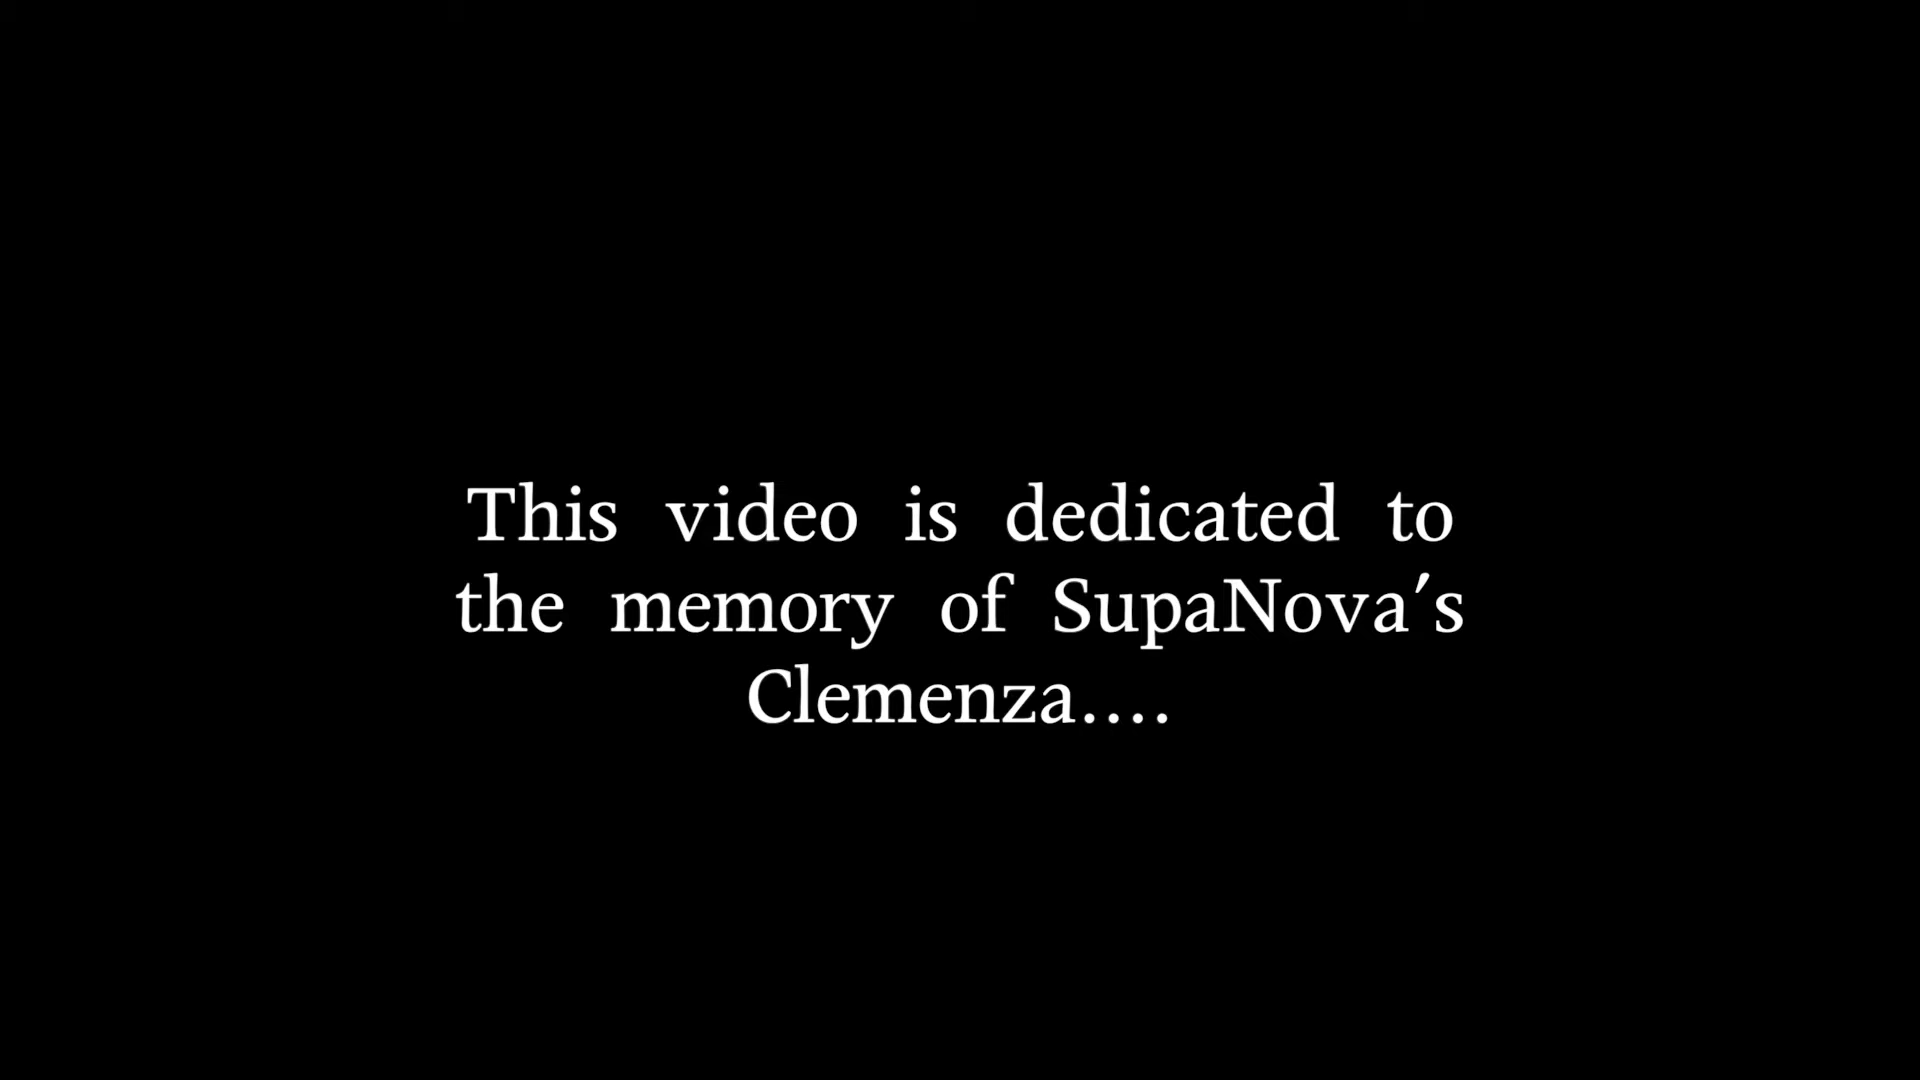 This video is dedicated to
the memory of SupaNova's
Clemenza....